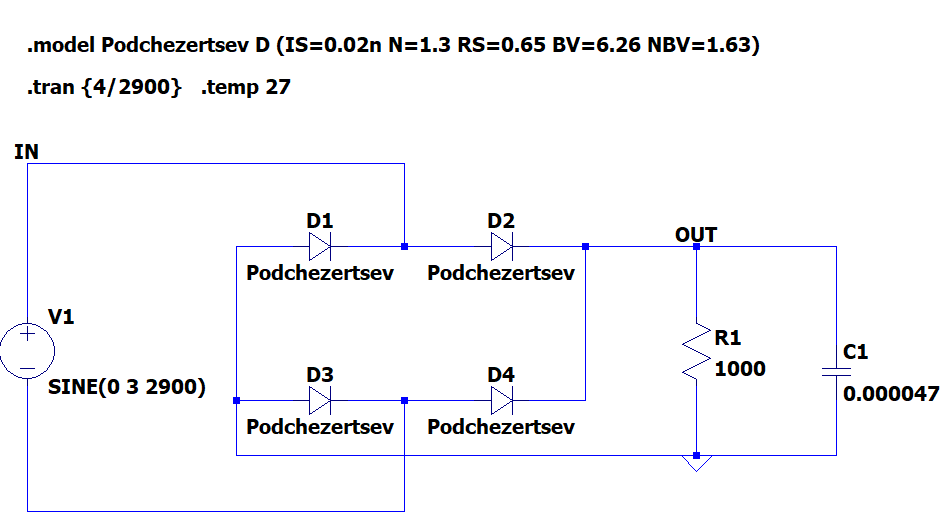 .model Podchezertsev D (IS=0.02n N=1.3 RS=0.65 BV=6.26 NBV=1.63)
.tran {4/2900} .temp 27
IN
D1
D2
OUT
Podchezertsev
Podchezertsev
V1
R1
C1
1000
SINE(0 3 2900)
D3
D4
0.000047
Podchezertsev
Podchezertsev